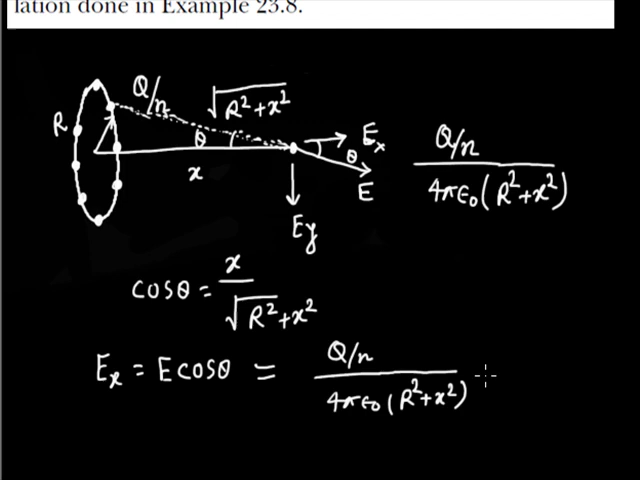 lation done in Example 23.8.
Q/n
√R²+x²
R
θ
x
Ex
θ
E
Ey
Q/n
4πϵ₀(R²+x²)
cosθ = x
√R²+x²
Ex = E cosθ = Q/n
4πϵ₀(R²+x²)